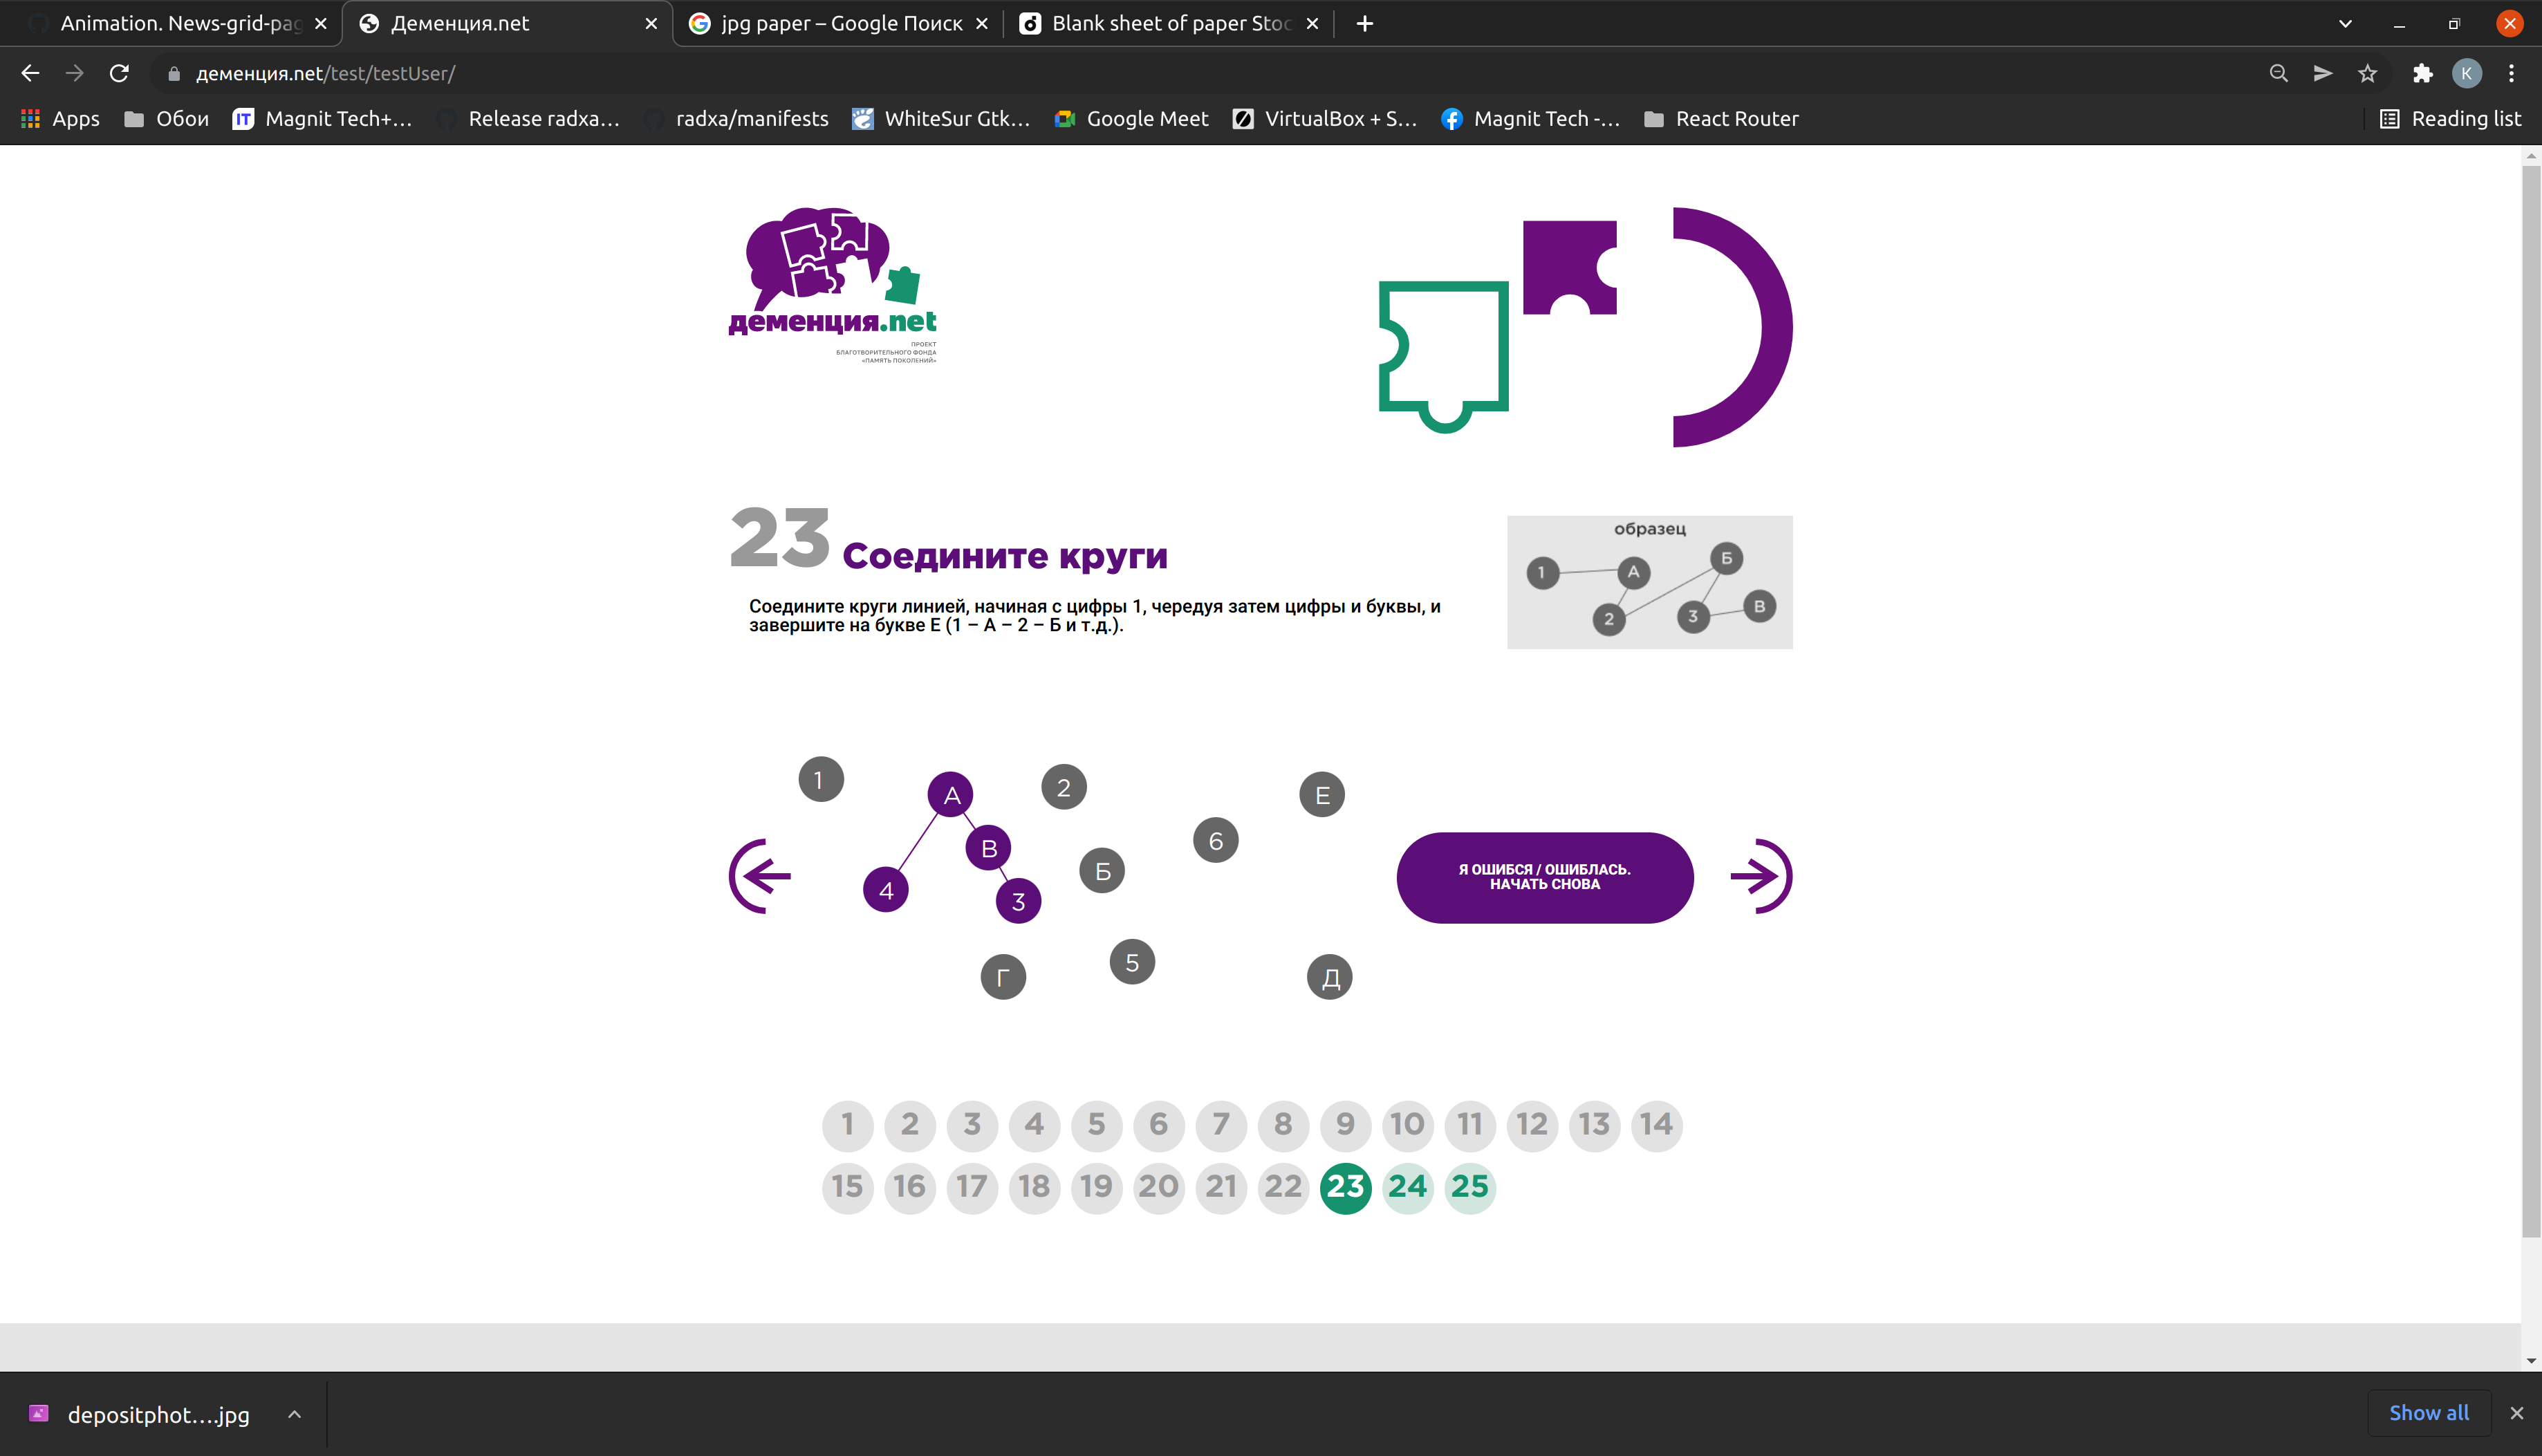 Animation. News-grid-pag
Деменция.net
jpg paper – Google Поиск
Blank sheet of paper Stoc
деменция.net/test/testUser/
K
Apps
Обои
Magnit Tech+...
Release radxa...
radxa/manifests
WhiteSur Gtk...
Google Meet
VirtualBox + S...
Magnit Tech -...
React Router
Reading list
деменция.net
ПРОЕКТ
БЛАГОТВОРИТЕЛЬНОГО ФОНДА
«ПАМЯТЬ ПОКОЛЕНИЙ»
23 Соедините круги
Соедините круги линией, начиная с цифры 1, чередуя затем цифры и буквы, и
завершите на букве Е (1 – А – 2 – Б и т.д.).
образец
1 А Б
2 3 В
1 А 2 Е
В 6
4 3 Б
Г 5 Д
Я ОШИБСЯ / ОШИБЛАСЬ.
НАЧАТЬ СНОВА
1 2 3 4 5 6 7 8 9 10 11 12 13 14
15 16 17 18 19 20 21 22 23 24 25
depositphot....jpg
Show all